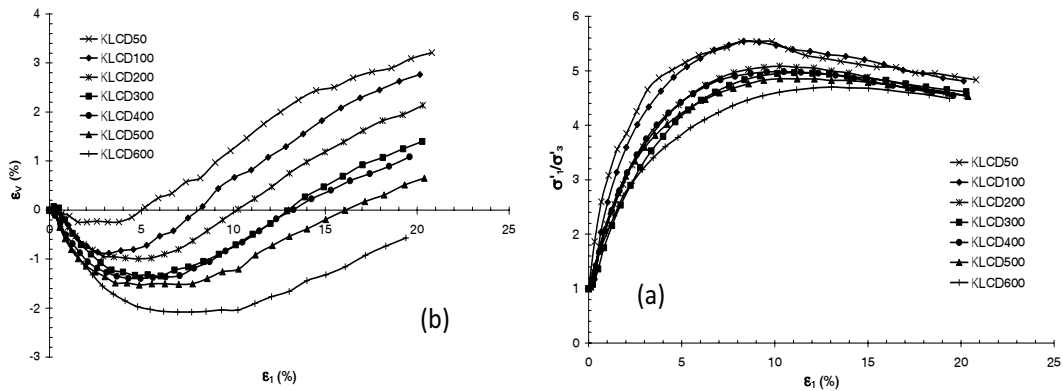 4
3
2
1
0
-1
-2
-3
εv (%)
KLCD50
KLCD100
KLCD200
KLCD300
KLCD400
KLCD500
KLCD600
0
5
10
15
20
25
ε1 (%)
(b)
6
5
4
3
2
1
0
σ'1/σ'3
KLCD50
KLCD100
KLCD200
KLCD300
KLCD400
KLCD500
KLCD600
(a)
0
5
10
15
20
25
ε1 (%)